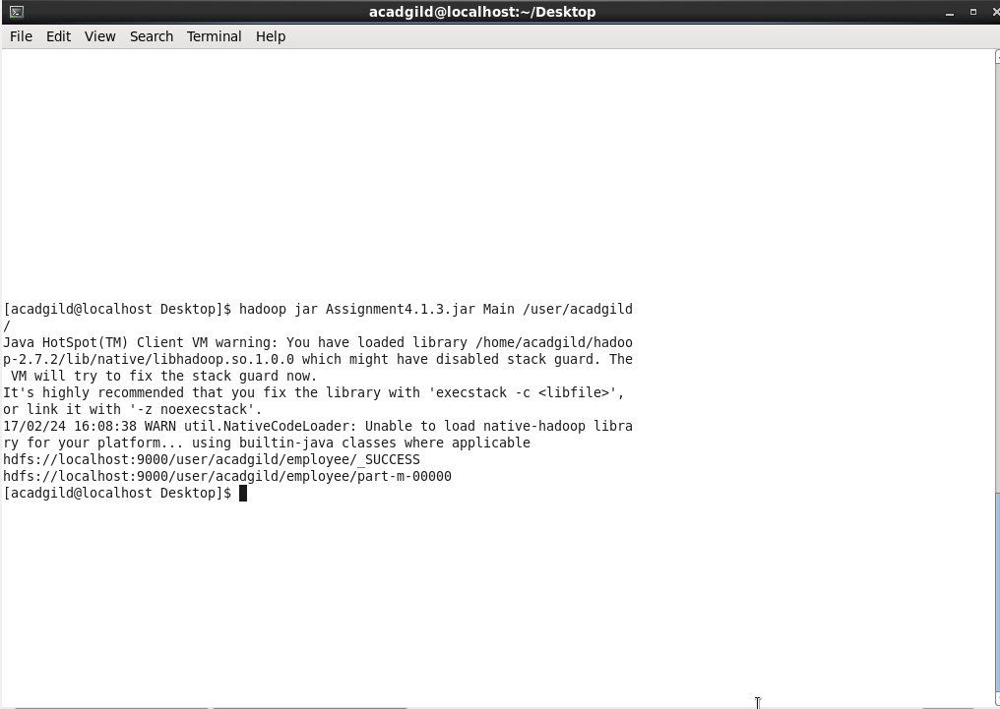 acadgild@localhost:~/Desktop
File Edit View Search Terminal Help
[acadgild@localhost Desktop]$ hadoop jar Assignment4.1.3.jar Main /user/acadgild
/
Java HotSpot(TM) Client VM warning: You have loaded library /home/acadgild/hadoo
p-2.7.2/lib/native/libhadoop.so.1.0.0 which might have disabled stack guard. The
 VM will try to fix the stack guard now.
It's highly recommended that you fix the library with 'execstack -c <libfile>',
or link it with '-z noexecstack'.
17/02/24 16:08:38 WARN util.NativeCodeLoader: Unable to load native-hadoop libra
ry for your platform... using builtin-java classes where applicable
hdfs://localhost:9000/user/acadgild/employee/_SUCCESS
hdfs://localhost:9000/user/acadgild/employee/part-m-00000
[acadgild@localhost Desktop]$